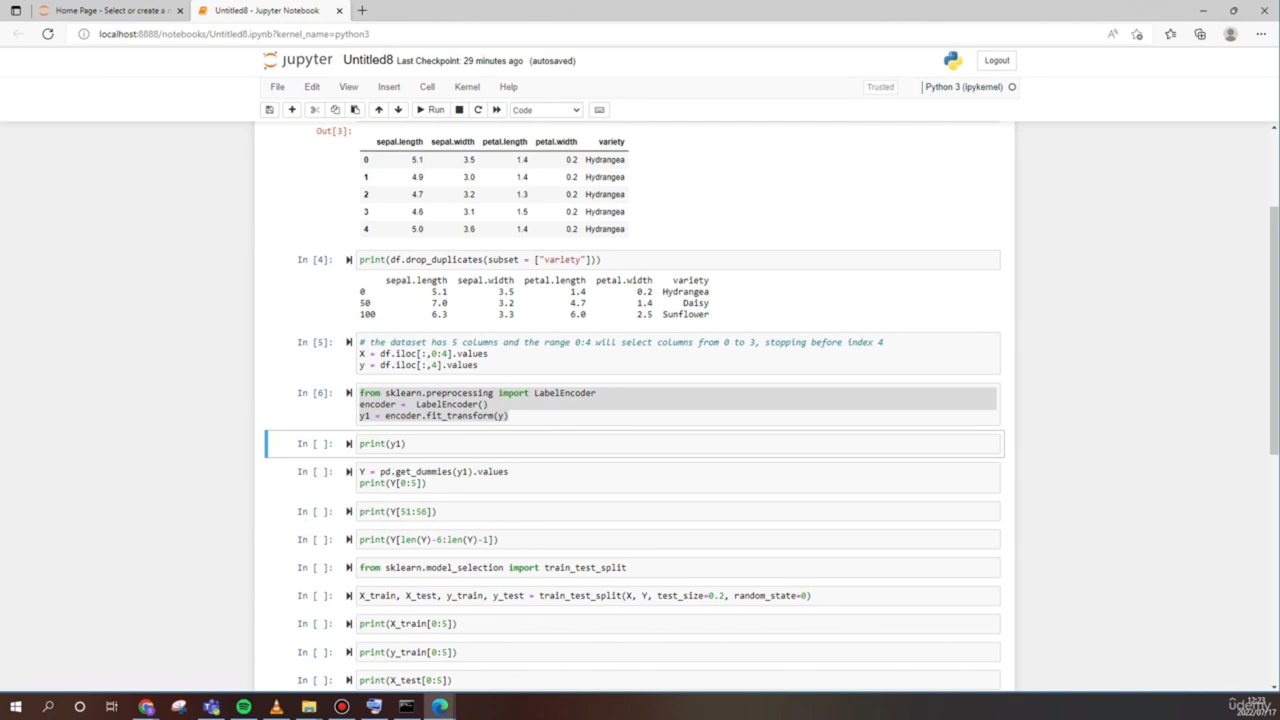 Home Page - Select or create a n
Untitled8 - Jupyter Notebook
localhost:8888/notebooks/Untitled8.ipynb?kernel_name=python3
jupyter Untitled8 Last Checkpoint: 29 minutes ago (autosaved)
Logout
File Edit View Insert Cell Kernel Help
Trusted
Python 3 (ipykernel)
Run
Code
Out[3]:
sepal.length sepal.width petal.length petal.width variety
0 5.1 3.5 1.4 0.2 Hydrangea
1 4.9 3.0 1.4 0.2 Hydrangea
2 4.7 3.2 1.3 0.2 Hydrangea
3 4.6 3.1 1.5 0.2 Hydrangea
4 5.0 3.6 1.4 0.2 Hydrangea
In [4]: print(df.drop_duplicates(subset = ["variety"]))
sepal.length sepal.width petal.length petal.width variety
0 5.1 3.5 1.4 0.2 Hydrangea
50 7.0 3.2 4.7 1.4 Daisy
100 6.3 3.3 6.0 2.5 Sunflower
In [5]: # the dataset has 5 columns and the range 0:4 will select columns from 0 to 3, stopping before index 4
X = df.iloc[:,0:4].values
y = df.iloc[:,4].values
In [6]: from sklearn.preprocessing import LabelEncoder
encoder = LabelEncoder()
y1 = encoder.fit_transform(y)
In [ ]: print(y1)
In [ ]: Y = pd.get_dummies(y1).values
print(Y[0:5])
In [ ]: print(Y[51:56])
In [ ]: print(Y[len(Y)-6:len(Y)-1])
In [ ]: from sklearn.model_selection import train_test_split
In [ ]: X_train, X_test, y_train, y_test = train_test_split(X, Y, test_size=0.2, random_state=0)
In [ ]: print(X_train[0:5])
In [ ]: print(y_train[0:5])
In [ ]: print(X_test[0:5])
12:23
2022/07/17
udemy